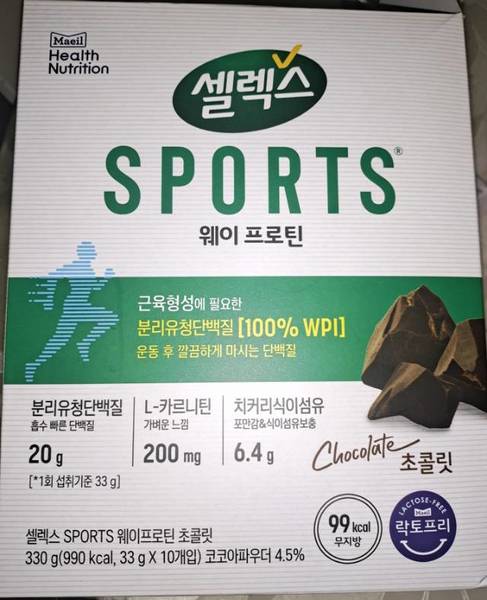 Maeil
Health
Nutrition
셀렉스
SPORTS®
웨이 프로틴
근육형성에 필요한
분리유청단백질 [100% WPI]
운동 후 깔끔하게 마시는 단백질
분리유청단백질
흡수 빠른 단백질
20 g
[*1회 섭취기준 33 g]
L-카르니틴
가벼운 느낌
200 mg
치커리식이섬유
포만감&식이섬유보충
6.4 g
Chocolate
초콜릿
셀렉스 SPORTS 웨이프로틴 초콜릿
330 g(990 kcal, 33 g X 10개입) 코코아파우더 4.5%
99 kcal
무지방
LACTOSE-FREE
Maeil
락토프리